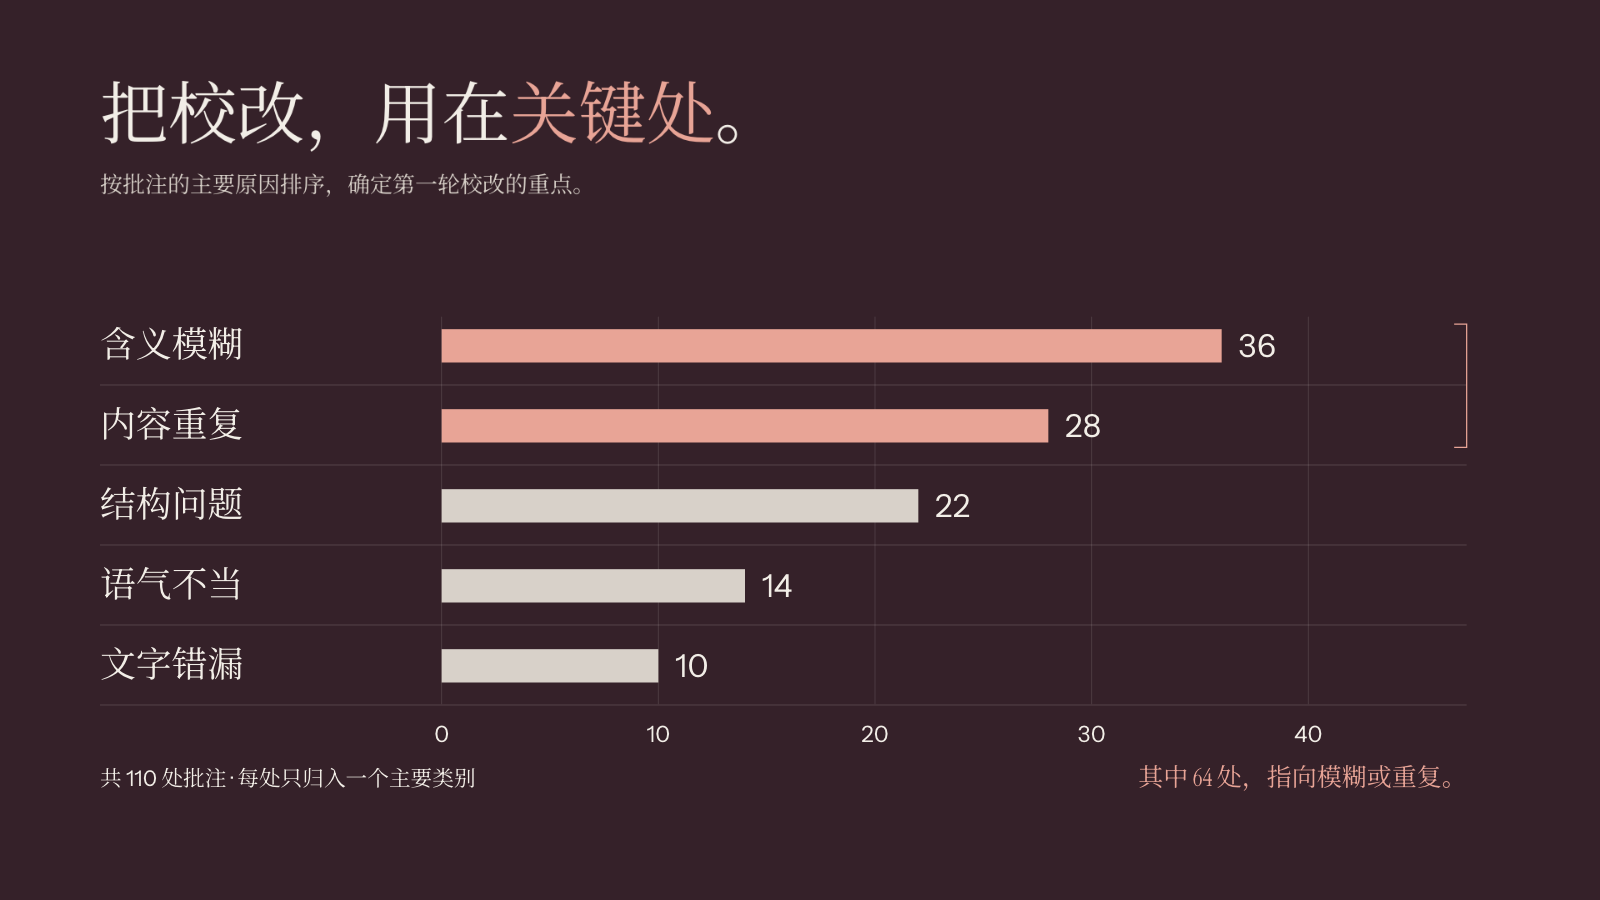 把校改，用在关键处。
按批注的主要原因排序，确定第一轮校改的重点。
含义模糊 36
内容重复 28
结构问题 22
语气不当 14
文字错漏 10
0 10 20 30 40
共 110 处批注 · 每处只归入一个主要类别
其中 64 处，指向模糊或重复。